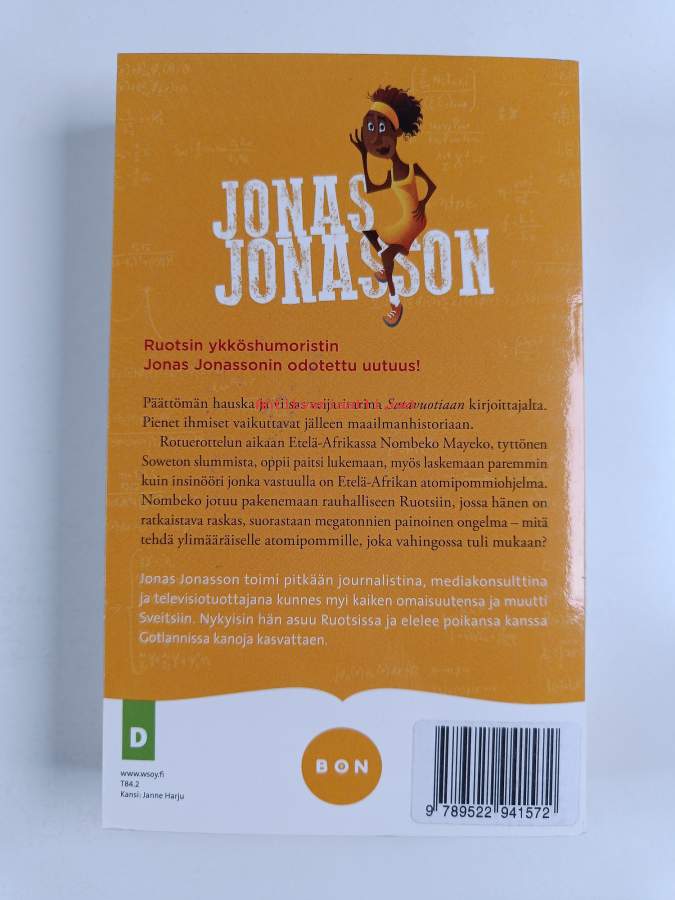 JONAS
JONASSON
Ruotsin ykköshumoristin
Jonas Jonassonin odotettu uutuus!
Päättömän hauska ja
Satavuotiaan kirjoittajalta.
Pienet ihmiset vaikuttavat jälleen maailmanhistoriaan.
Rotuerottelun aikaan Etelä-Afrikassa Nombeko Mayeko, tyttönen
Soweton slummista, oppii paitsi lukemaan, myös laskemaan paremmin
kuin insinööri jonka vastuulla on Etelä-Afrikan atomipommiohjelma.
Nombeko joutuu pakenemaan rauhalliseen Ruotsiin, jossa hänen on
ratkaistava raskas, suorastaan megatonnien painoinen ongelma – mitä
tehdä ylimääräiselle atomipommille, joka vahingossa tuli mukaan?
Jonas Jonasson toimi pitkään journalistina, mediakonsulttina
ja televisiotuottajana kunnes myi kaiken omaisuutensa ja muutti
Sveitsiin. Nykyisin hän asuu Ruotsissa ja elelee poikansa kanssa
Gotlannissa kanoja kasvattaen.
D
www.wsoy.fi
T84.2
Kansi: Janne Harju
BON
9 789522 941572